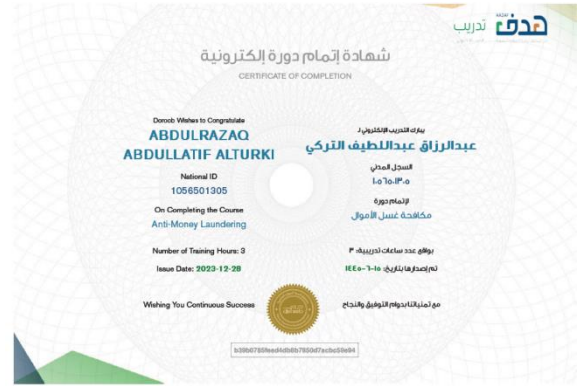 هدف تدريب
شهادة إتمام دورة إلكترونية
CERTIFICATE OF COMPLETION
Doroob Wishes to Congratulate
ABDULRAZAQ
ABDULLATIF ALTURKI
National ID
1056501305
On Completing the Course
Anti-Money Laundering
Number of Training Hours: 3
Issue Date: 2023-12-28
Wishing You Continuous Success
يبارك التدريب الإلكتروني لـ
عبدالرزاق عبداللطيف التركي
السجل المدني
١٠٥٦٥٠١٣٠٥
لإتمام دورة
مكافحة غسل الأموال
بواقع عدد ساعات تدريبية: ٣
تم إصدارها بتاريخ: ١٥-٦-١٤٤٥
مع تمنياتنا بدوام التوفيق والنجاح